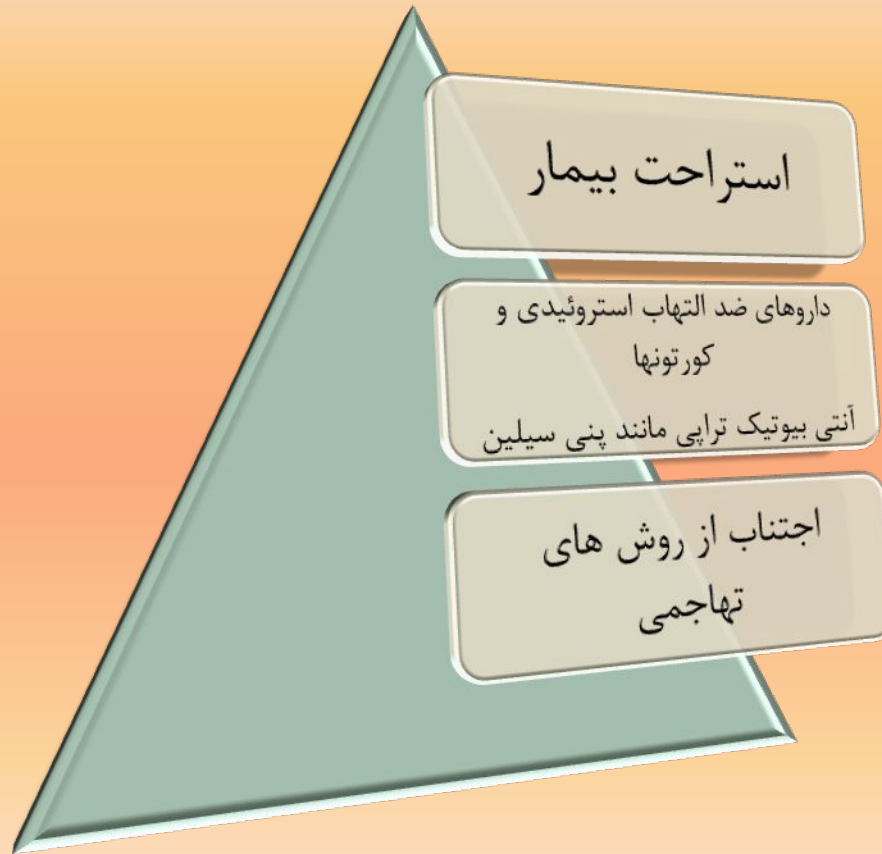 استراحت بیمار
داروهای ضد التهاب استروئیدی و
کورتونها
آنتی بیوتیک تراپی مانند پنی سیلین
اجتناب از روش های
تهاجمی